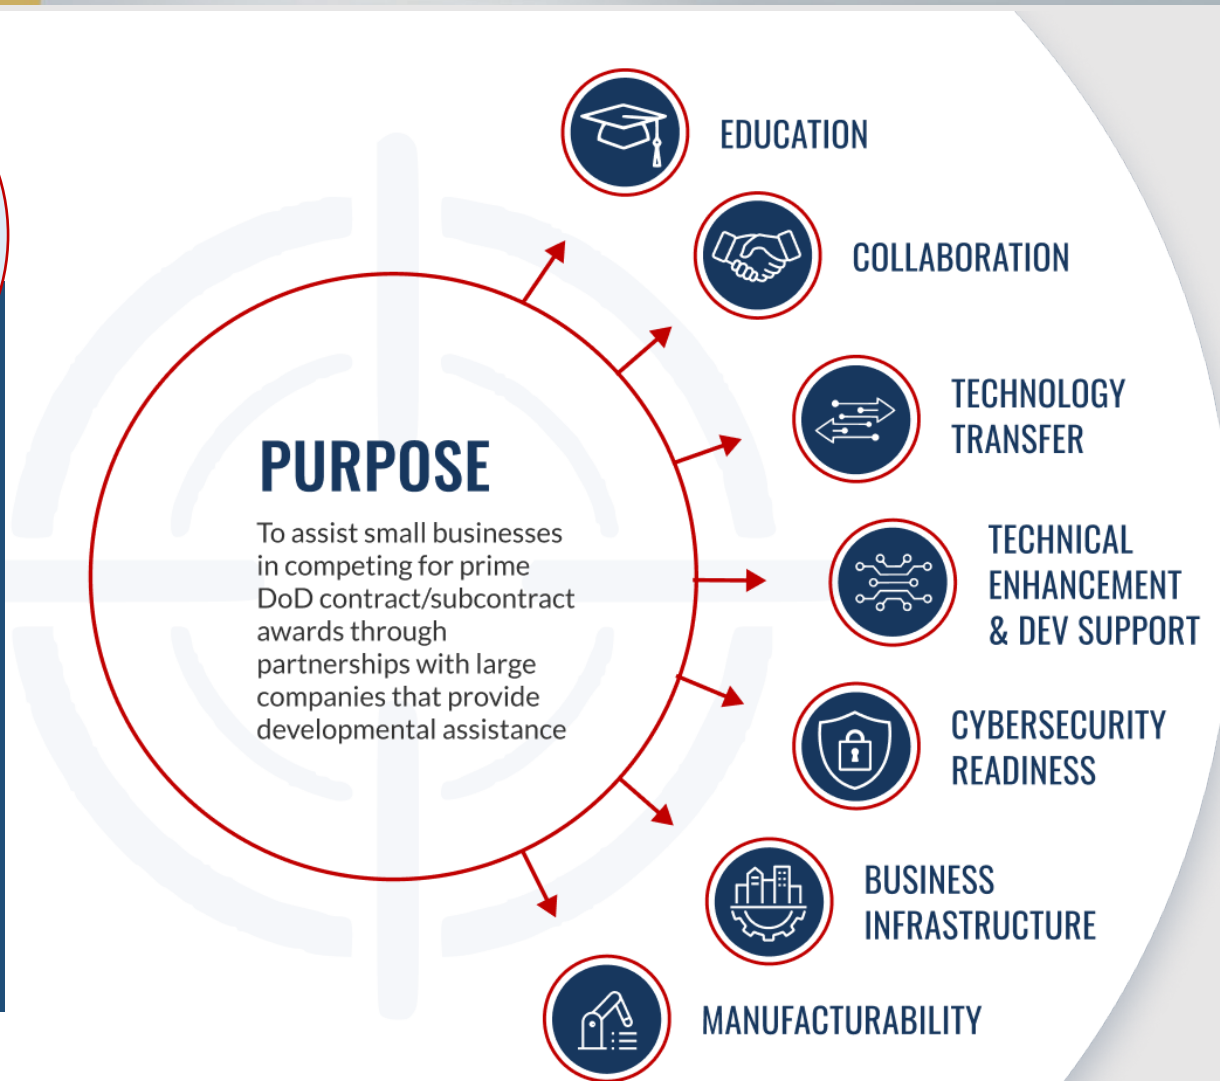 PURPOSE
To assist small businesses
in competing for prime
DoD contract/subcontract
awards through
partnerships with large
companies that provide
developmental assistance
EDUCATION
COLLABORATION
TECHNOLOGY
TRANSFER
TECHNICAL
ENHANCEMENT
& DEV SUPPORT
CYBERSECURITY
READINESS
BUSINESS
INFRASTRUCTURE
MANUFACTURABILITY